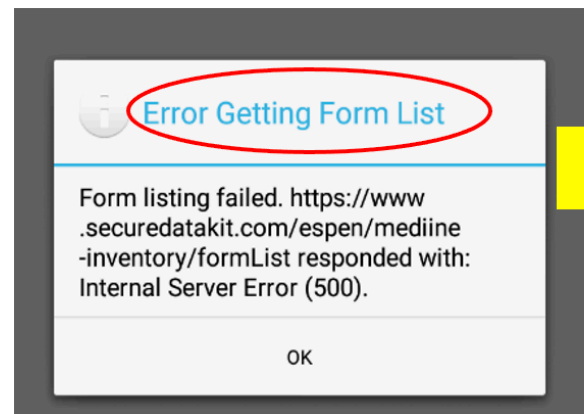 Error Getting Form List
Form listing failed. https://www
.securedatakit.com/espen/mediine
-inventory/formList responded with:
Internal Server Error (500).
OK